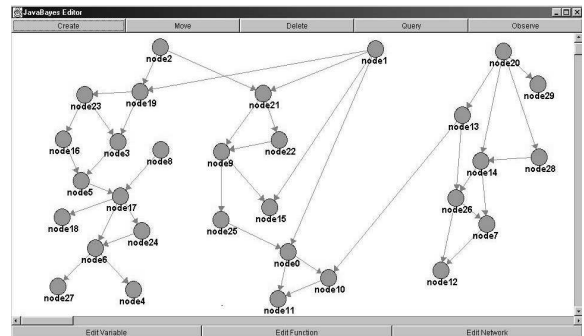 JavaBayes Editor
Create Move Delete Query Observe
node2 node1 node20
node29
node23 node19 node21
node13
node16 node3 node8 node9 node22
node14 node28
node5
node17
node18 node24 node25 node15 node26
node7
node6 node0
node12
node27 node4 node11 node10
Edit Variable Edit Function Edit Network